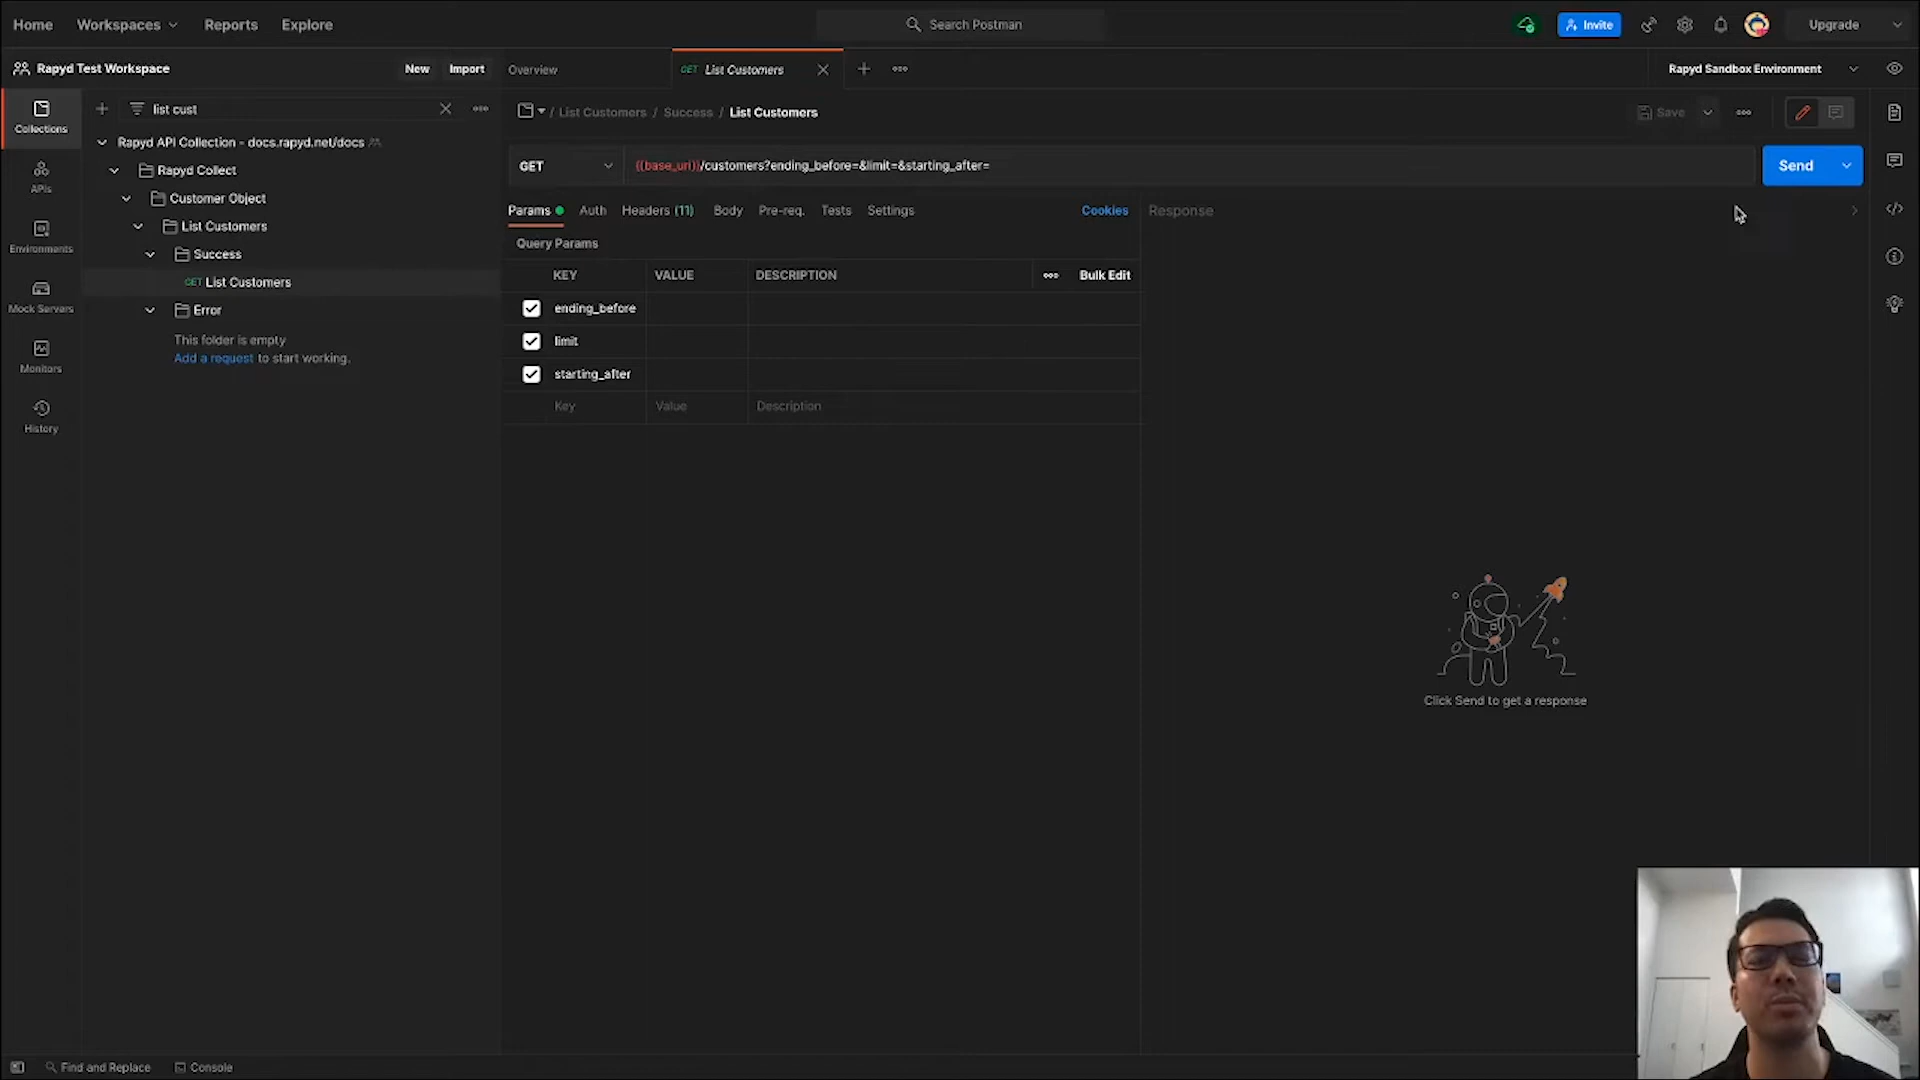 Home
Workspaces
Reports
Explore
Search Postman
Invite
Upgrade
Rapyd Test Workspace
New
Import
Overview
GET List Customers
Rapyd Sandbox Environment
Collections
list cust
/ List Customers / Success / List Customers
Save
Rapyd API Collection - docs.rapyd.net/docs
GET
{{base_uri}}/customers?ending_before=&limit=&starting_after=
Send
Rapyd Collect
APIs
Customer Object
List Customers
Success
GET List Customers
Error
This folder is empty
Add a request to start working.
Environments
Mock Servers
Monitors
History
Params
Auth
Headers (11)
Body
Pre-req.
Tests
Settings
Cookies
Response
Query Params
KEY
VALUE
DESCRIPTION
Bulk Edit
ending_before
limit
starting_after
Key
Value
Description
Click Send to get a response
Find and Replace
Console